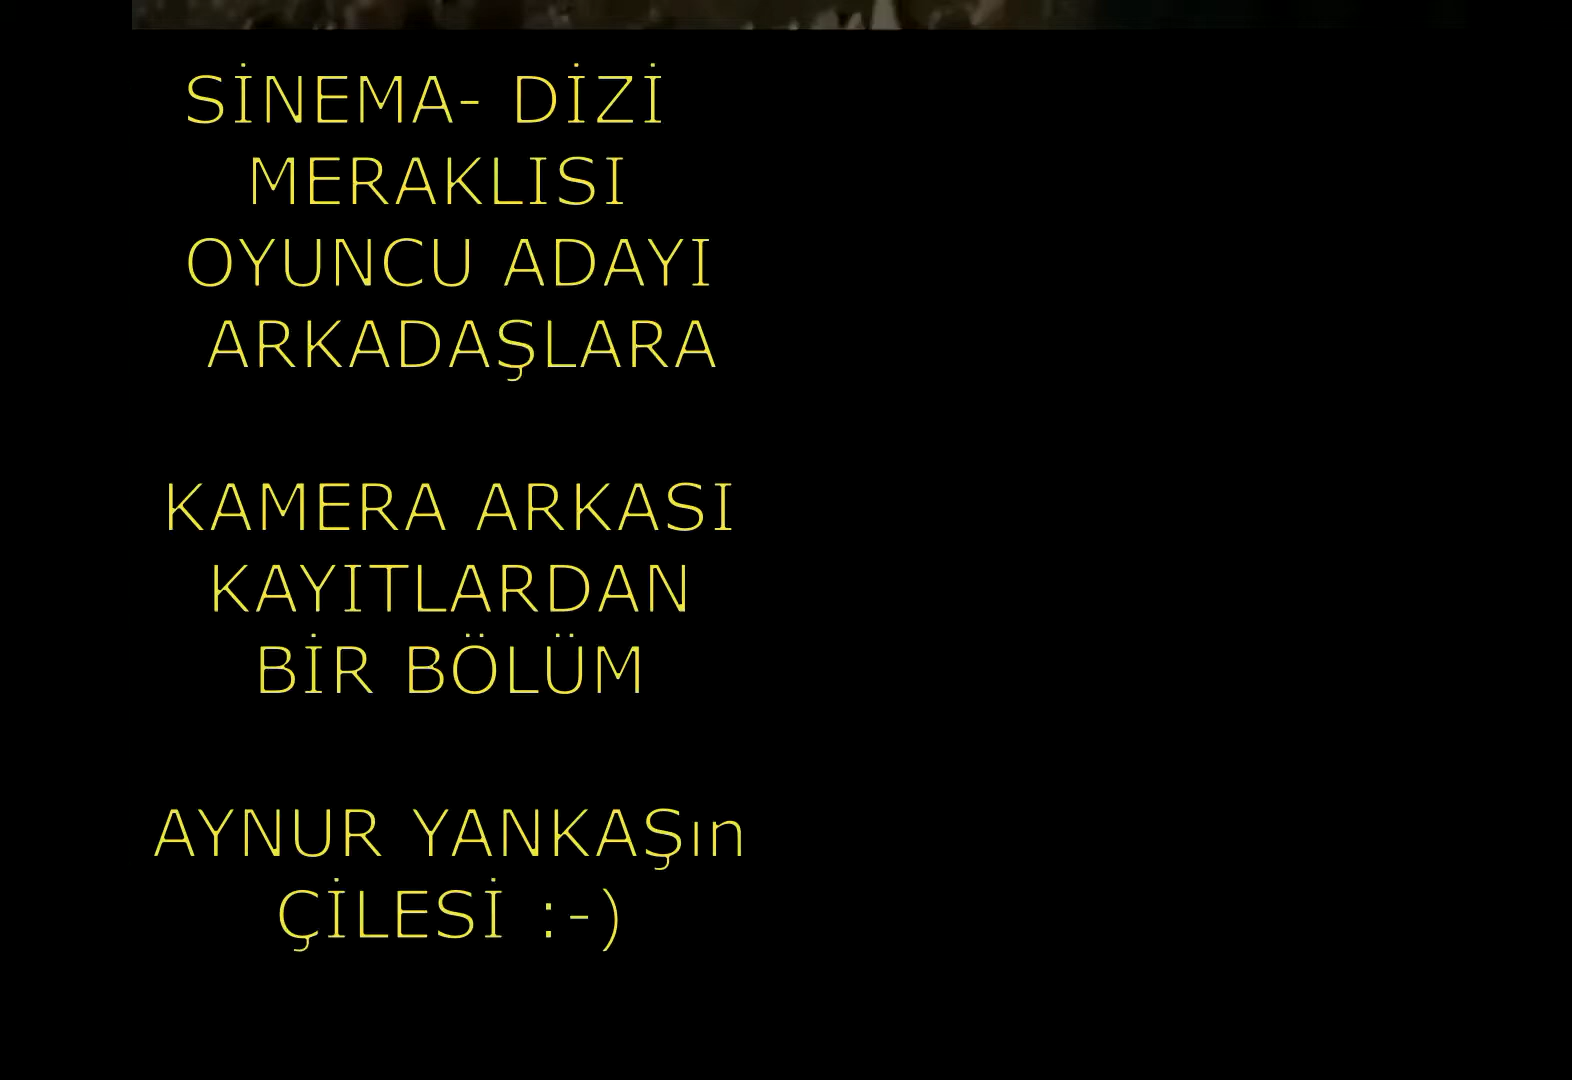 SİNEMA- DİZİ
MERAKLISI
OYUNCU ADAYI
ARKADAŞLARA
KAMERA ARKASI
KAYITLARDAN
BİR BÖLÜM
AYNUR YANKAŞın
ÇİLESİ :-)